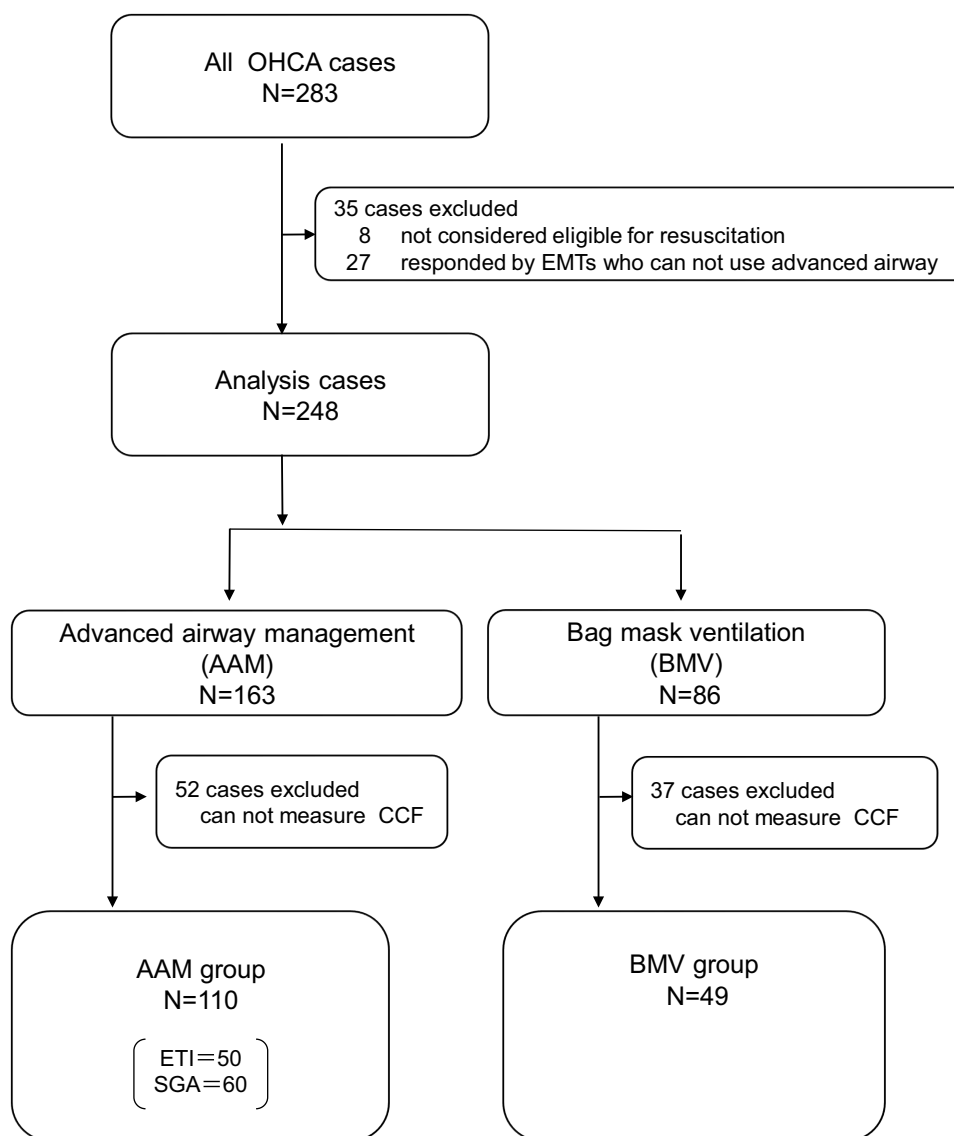 All OHCA cases
N=283
35 cases excluded
8 not considered eligible for resuscitation
27 responded by EMTs who can not use advanced airway
Analysis cases
N=248
Advanced airway management
(AAM)
N=163
Bag mask ventilation
(BMV)
N=86
52 cases excluded
can not measure CCF
37 cases excluded
can not measure CCF
AAM group
N=110
ETI=50
SGA=60
BMV group
N=49